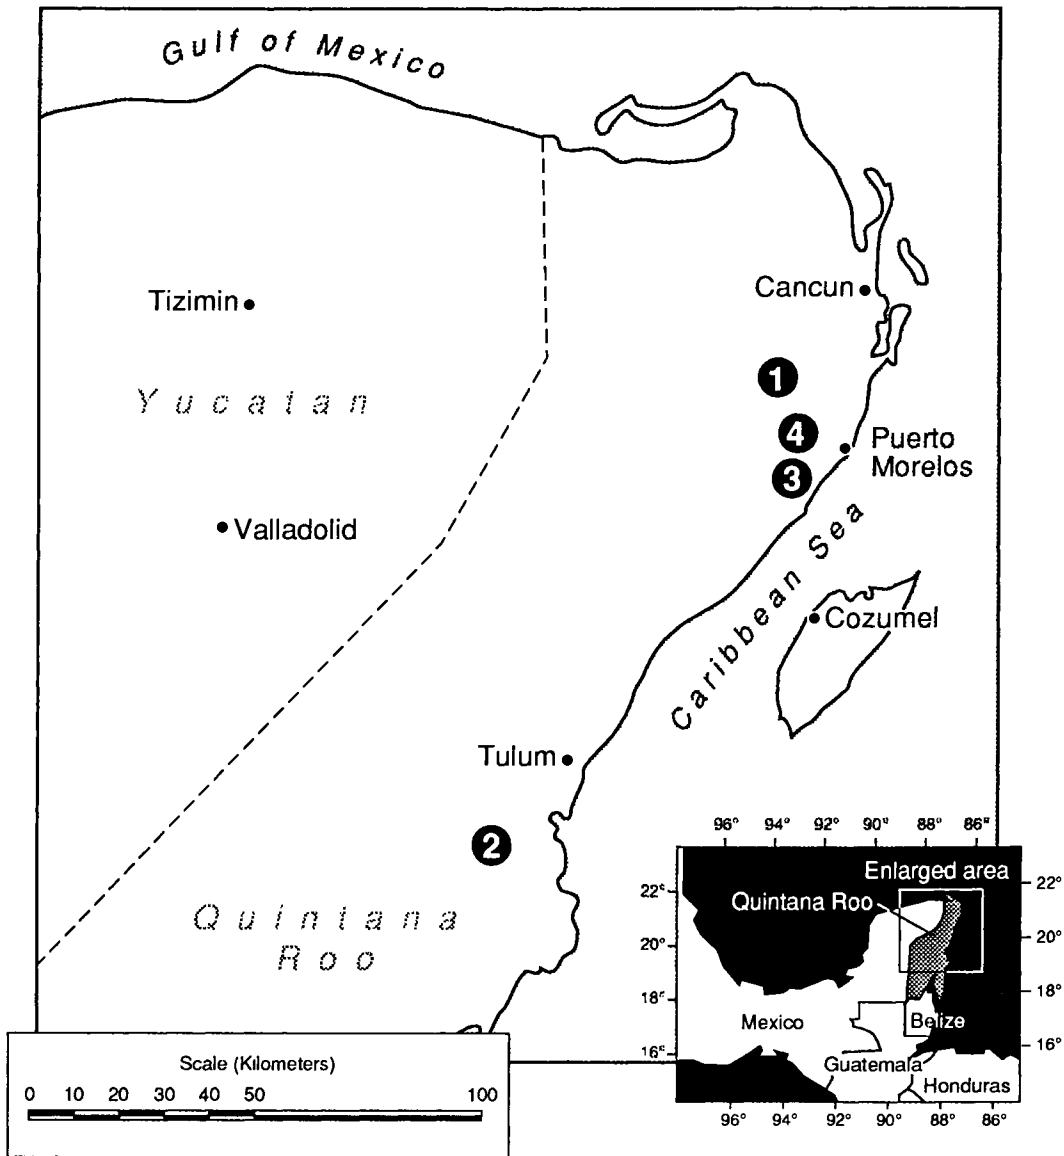 Gulf of Mexico
Cancun
Tizimin
1
Yucatan
4
Puerto
Morelos
3
Valladolid
Caribbean Sea
Cozumel
Tulum
2
Quintana
Roo
96° 94° 92° 90° 88° 86°
Enlarged area
22° 22°
Quintana Roo
20° 20°
18° 18°
Mexico
Belize
16° 16°
Guatemala
Honduras
96° 94° 92° 90° 88° 86°
Scale (Kilometers)
0 10 20 30 40 50 100